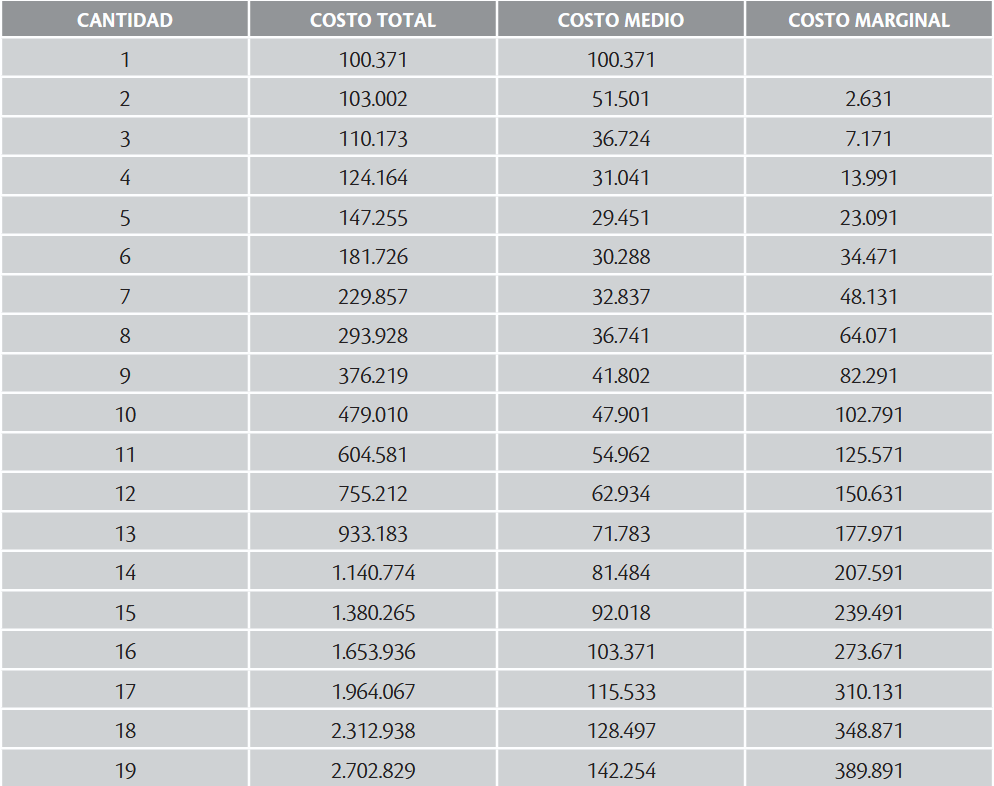 CANTIDAD COSTO TOTAL COSTO MEDIO COSTO MARGINAL
1 100.371 100.371
2 103.002 51.501 2.631
3 110.173 36.724 7.171
4 124.164 31.041 13.991
5 147.255 29.451 23.091
6 181.726 30.288 34.471
7 229.857 32.837 48.131
8 293.928 36.741 64.071
9 376.219 41.802 82.291
10 479.010 47.901 102.791
11 604.581 54.962 125.571
12 755.212 62.934 150.631
13 933.183 71.783 177.971
14 1.140.774 81.484 207.591
15 1.380.265 92.018 239.491
16 1.653.936 103.371 273.671
17 1.964.067 115.533 310.131
18 2.312.938 128.497 348.871
19 2.702.829 142.254 389.891